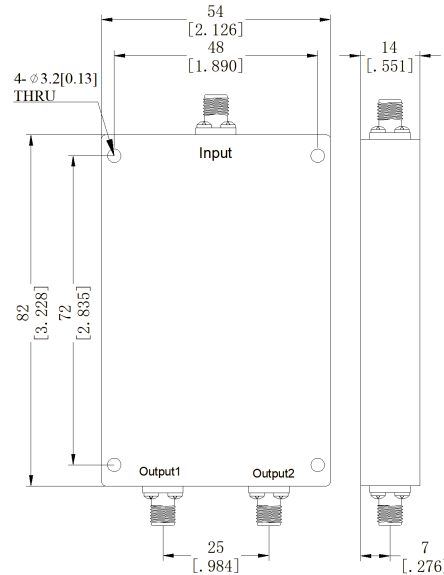 54
[2.126]
48
[1.890]
14
[.551]
4-Ø3.2[0.13]
THRU
Input
82
[3.228]
72
[2.835]
Output1
Output2
25
[.984]
7
[.276]